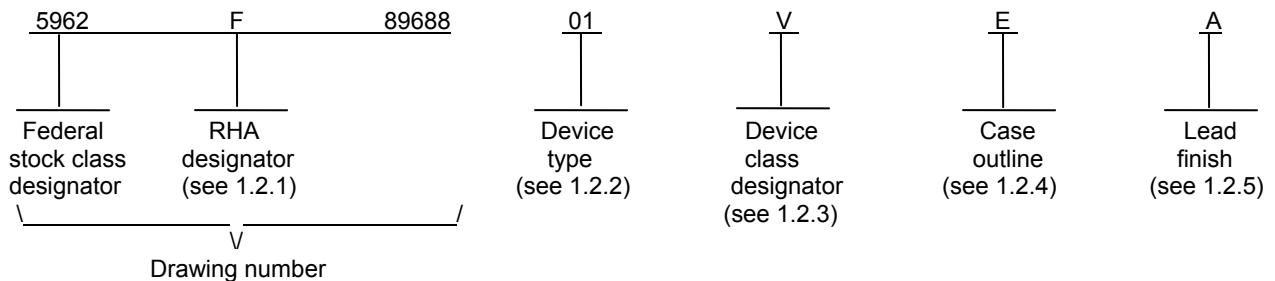 5962 F 89688 01 V E A
Federal stock class designator
RHA designator (see 1.2.1)
Device type (see 1.2.2)
Device class designator (see 1.2.3)
Case outline (see 1.2.4)
Lead finish (see 1.2.5)
\ /
\/
Drawing number